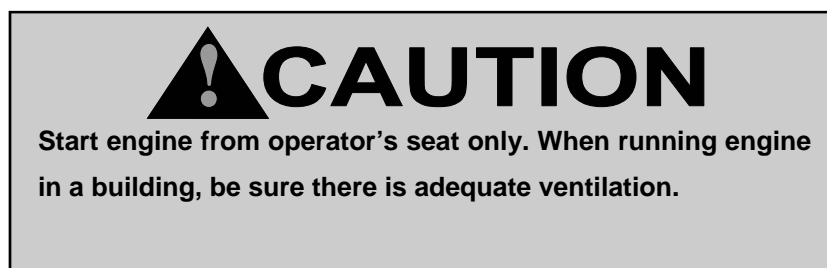 CAUTION
Start engine from operator's seat only. When running engine
in a building, be sure there is adequate ventilation.